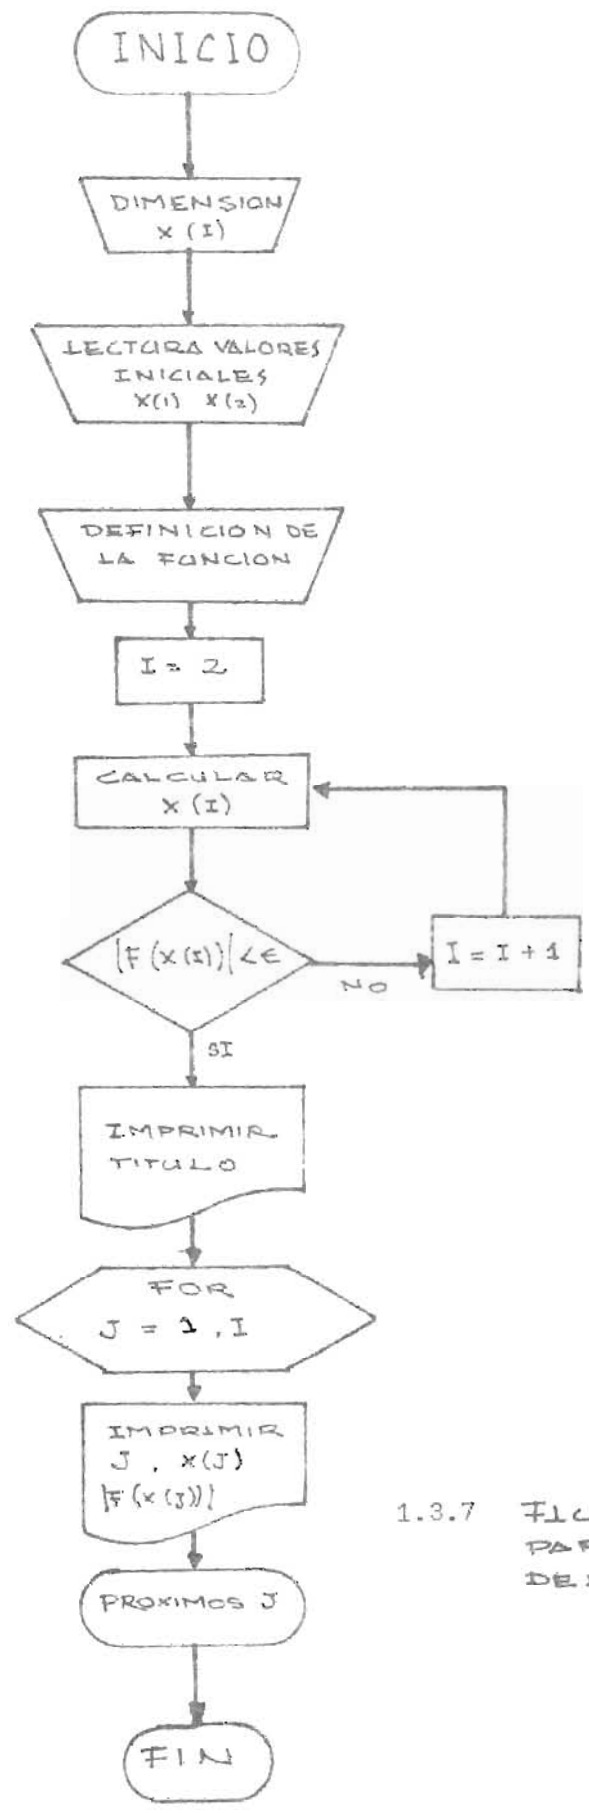 INICIO
DIMENSION
X (I)
LECTURA VALORES
INICIALES
X(1) X(2)
DEFINICION DE
LA FUNCION
I = 2
CALCULAR
X (I)
|F (X(I))| < ε
NO
I = I + 1
SI
IMPRIMIR
TITULO
FOR
J = 1 , I
IMPRIMIR
J , X(J)
|F (X (J))|
1.3.7
PROXIMOS J
FIN